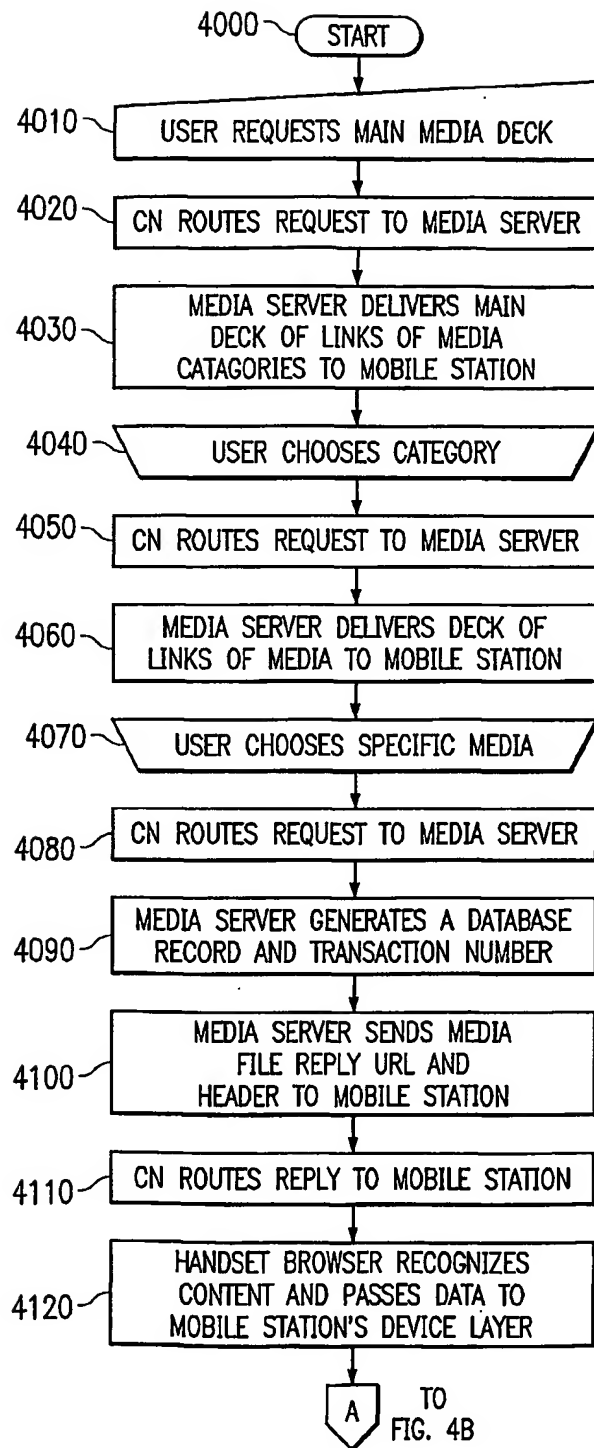 4000
START
4010
USER REQUESTS MAIN MEDIA DECK
4020
CN ROUTES REQUEST TO MEDIA SERVER
4030
MEDIA SERVER DELIVERS MAIN
DECK OF LINKS OF MEDIA
CATAGORIES TO MOBILE STATION
4040
USER CHOOSES CATEGORY
4050
CN ROUTES REQUEST TO MEDIA SERVER
4060
MEDIA SERVER DELIVERS DECK OF
LINKS OF MEDIA TO MOBILE STATION
4070
USER CHOOSES SPECIFIC MEDIA
4080
CN ROUTES REQUEST TO MEDIA SERVER
4090
MEDIA SERVER GENERATES A DATABASE
RECORD AND TRANSACTION NUMBER
4100
MEDIA SERVER SENDS MEDIA
FILE REPLY URL AND
HEADER TO MOBILE STATION
4110
CN ROUTES REPLY TO MOBILE STATION
4120
HANDSET BROWSER RECOGNIZES
CONTENT AND PASSES DATA TO
MOBILE STATION'S DEVICE LAYER
A
TO
FIG. 4B